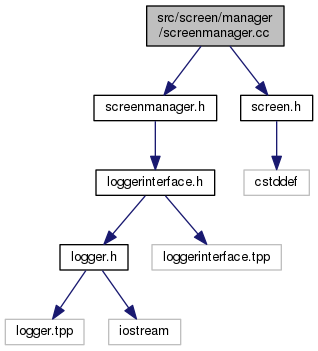 src/screen/manager
/screenmanager.cc
screenmanager.h
screen.h
loggerinterface.h
cstddef
logger.h
loggerinterface.tpp
logger.tpp
iostream